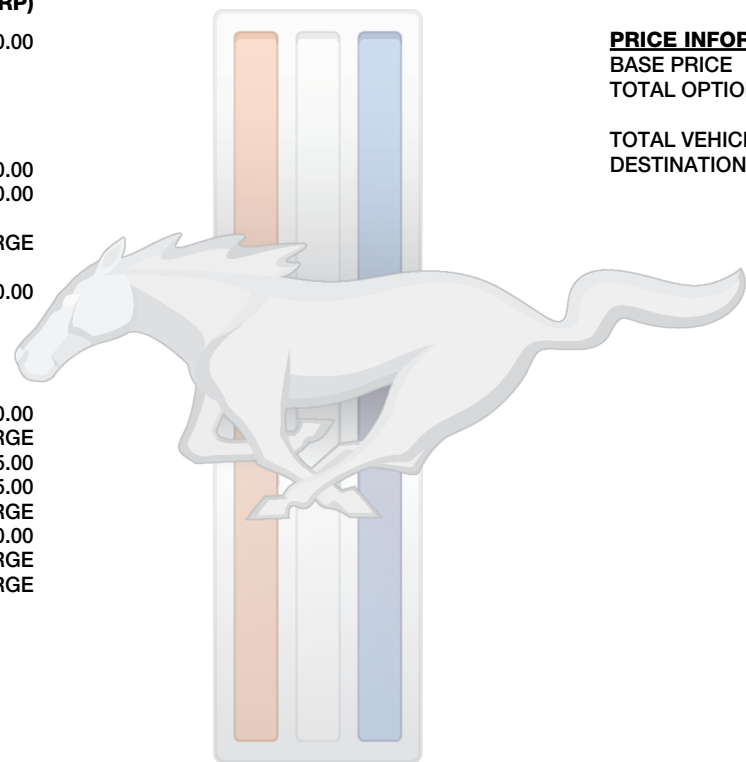 RP)
0.00
0.00
0.00
RGE
0.00
0.00
RGE
5.00
5.00
RGE
0.00
RGE
RGE
PRICE INFOR
BASE PRICE
TOTAL OPTIO
TOTAL VEHIC
DESTINATION